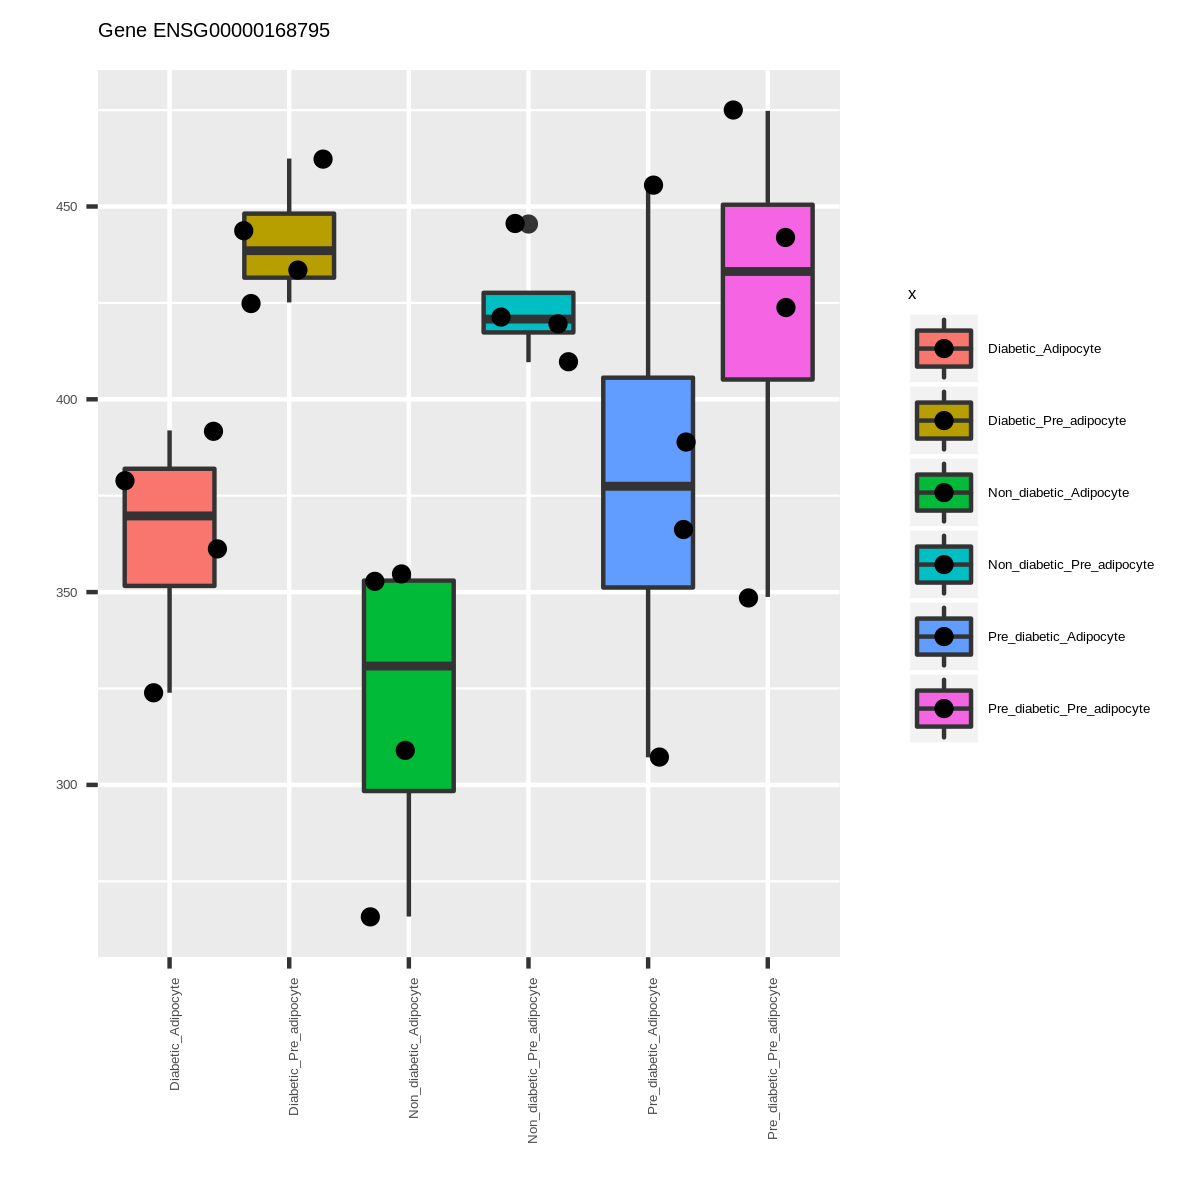 Gene ENSG00000168795
450
400
350
300
Diabetic_Adipocyte
Diabetic_Pre_adipocyte
Non_diabetic_Adipocyte
Non_diabetic_Pre_adipocyte
Pre_diabetic_Adipocyte
Pre_diabetic_Pre_adipocyte
x
Diabetic_Adipocyte
Diabetic_Pre_adipocyte
Non_diabetic_Adipocyte
Non_diabetic_Pre_adipocyte
Pre_diabetic_Adipocyte
Pre_diabetic_Pre_adipocyte